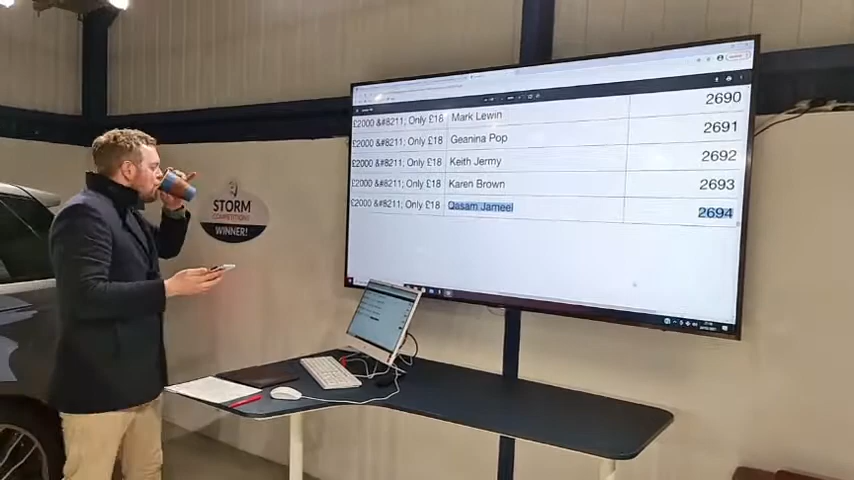 £2000 &#8211; Only £18 Mark Lewin 2690
£2000 &#8211; Only £18 Geanina Pop 2691
£2000 &#8211; Only £18 Keith Jermy 2692
£2000 &#8211; Only £18 Karen Brown 2693
£2000 &#8211; Only £18 Qasam Jameel 2694
STORM
COMPETITIONS
WINNER!